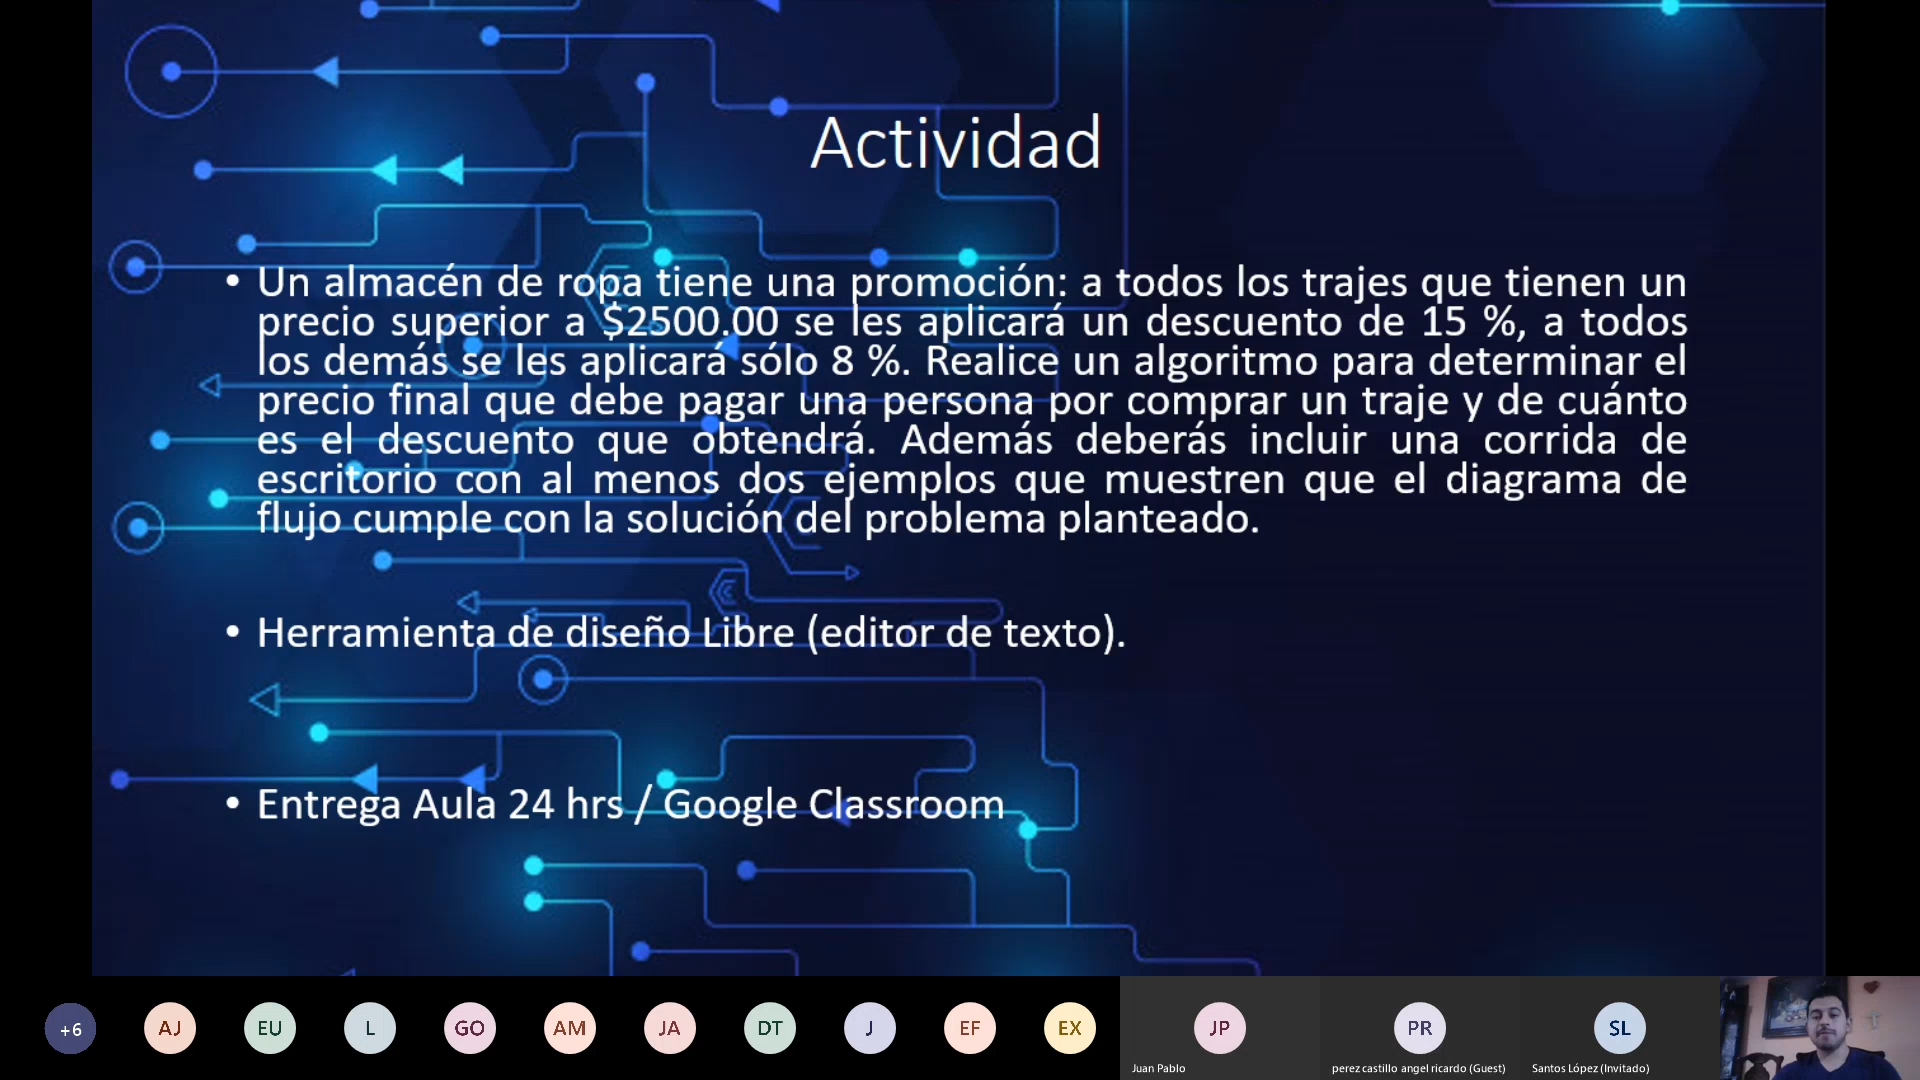 Actividad
• Un almacén de ropa tiene una promoción: a todos los trajes que tienen un
precio superior a $2500.00 se les aplicará un descuento de 15 %, a todos
los demás se les aplicará sólo 8 %. Realice un algoritmo para determinar el
precio final que debe pagar una persona por comprar un traje y de cuánto
es el descuento que obtendrá. Además deberás incluir una corrida de
escritorio con al menos dos ejemplos que muestren que el diagrama de
flujo cumple con la solución del problema planteado.
• Herramienta de diseño Libre (editor de texto).
• Entrega Aula 24 hrs / Google Classroom
+6 AJ EU L GO AM JA DT J EF EX JP PR SL
Juan Pablo perez castillo angel ricardo (Guest) Santos López (Invitado)